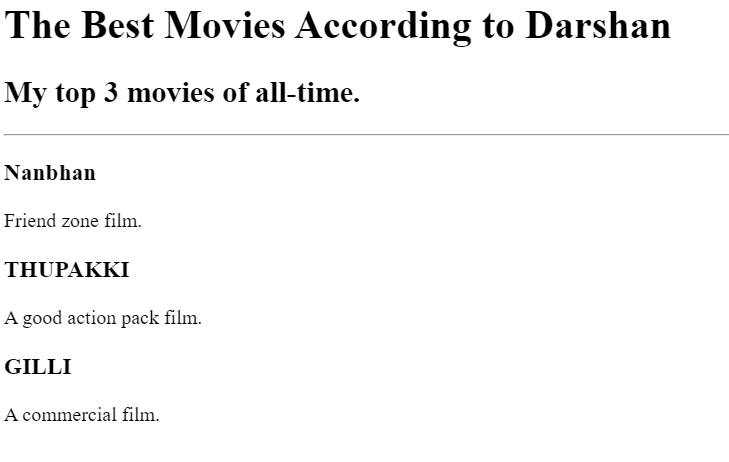 The Best Movies According to Darshan
My top 3 movies of all-time.
Nanbhan
Friend zone film.
THUPAKKI
A good action pack film.
GILLI
A commercial film.